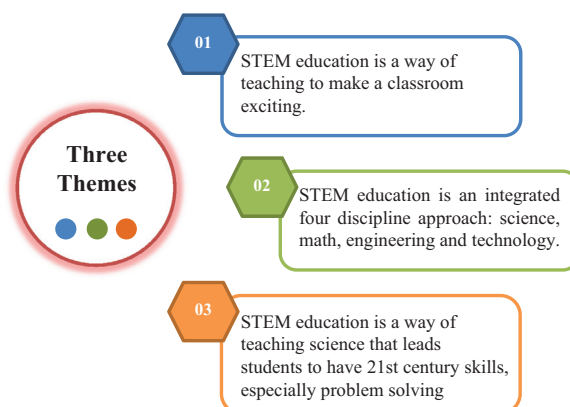 Three
Themes
01
STEM education is a way of
teaching to make a classroom
exciting.
02
STEM education is an integrated
four discipline approach: science,
math, engineering and technology.
03
STEM education is a way of
teaching science that leads
students to have 21st century skills,
especially problem solving